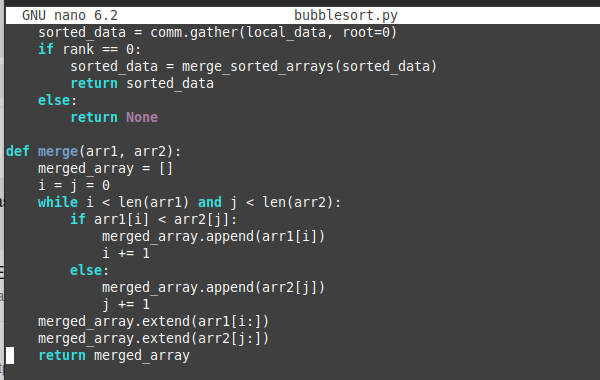 GNU nano 6.2 bubblesort.py
    sorted_data = comm.gather(local_data, root=0)
    if rank == 0:
        sorted_data = merge_sorted_arrays(sorted_data)
        return sorted_data
    else:
        return None

def merge(arr1, arr2):
    merged_array = []
    i = j = 0
    while i < len(arr1) and j < len(arr2):
        if arr1[i] < arr2[j]:
            merged_array.append(arr1[i])
            i += 1
        else:
            merged_array.append(arr2[j])
            j += 1
    merged_array.extend(arr1[i:])
    merged_array.extend(arr2[j:])
    return merged_array